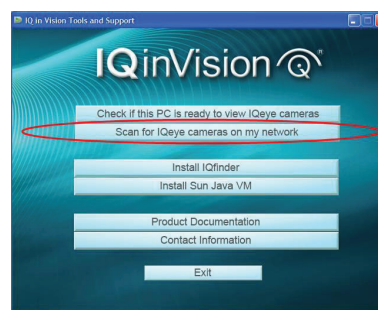 IQ in Vision Tools and Support
IQinVision ®
Check if this PC is ready to view IQeye cameras
Scan for IQeye cameras on my network
Install IQfinder
Install Sun Java VM
Product Documentation
Contact Information
Exit